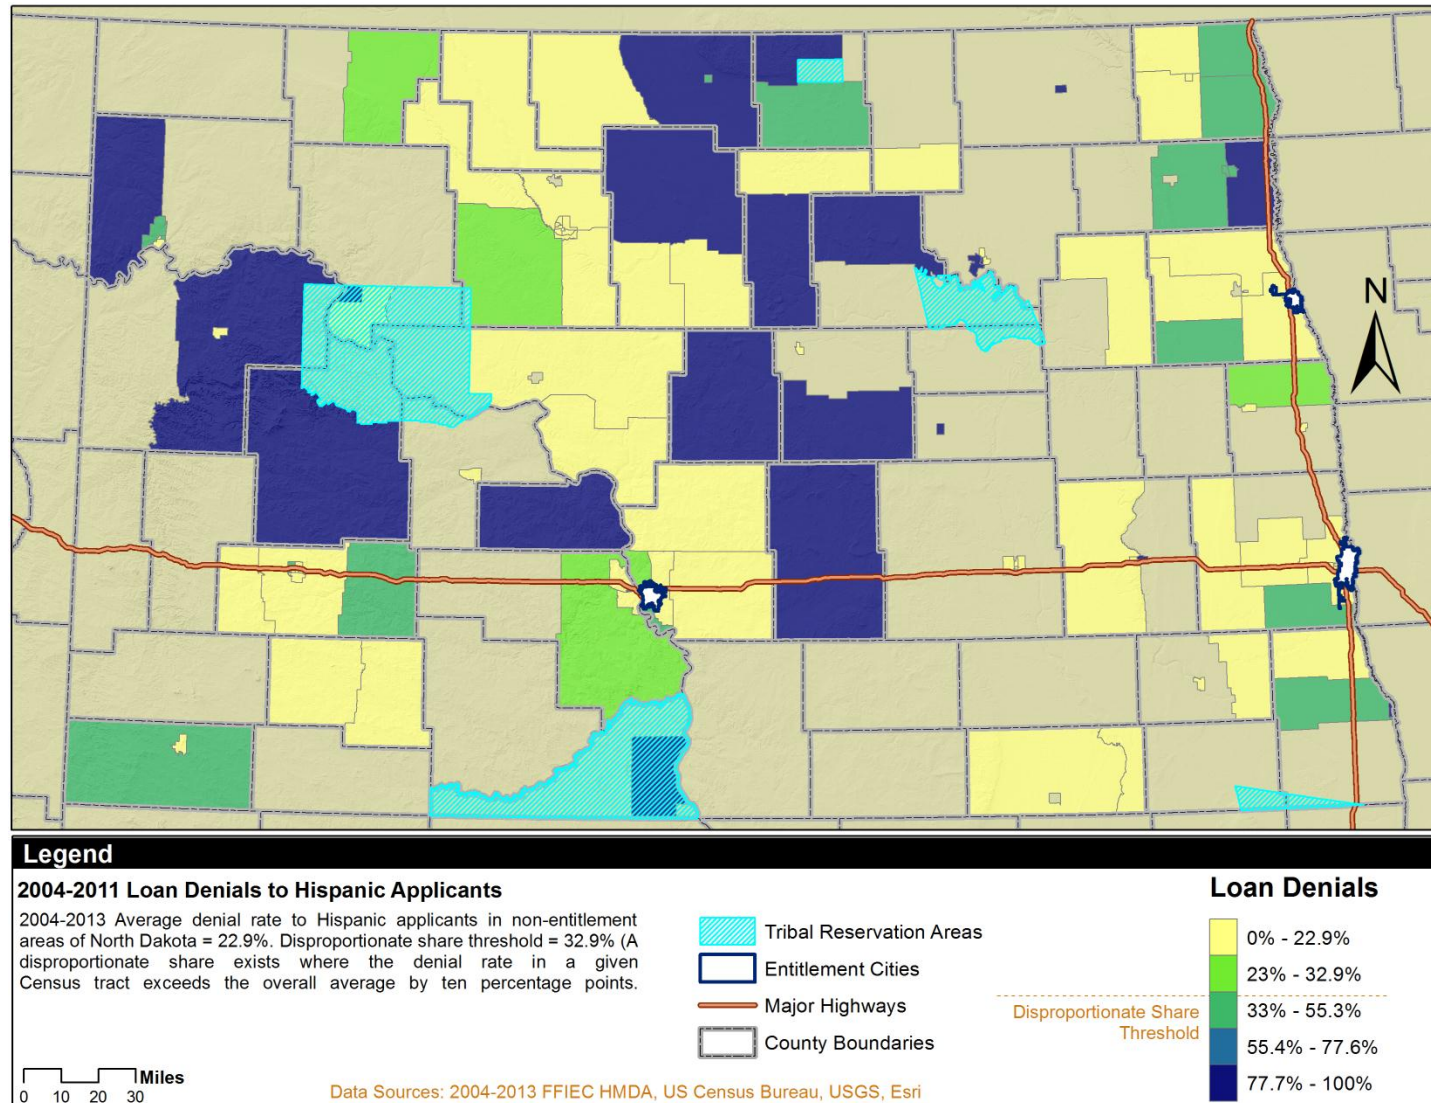 N
Legend
2004-2011 Loan Denials to Hispanic Applicants
2004-2013 Average denial rate to Hispanic applicants in non-entitlement
areas of North Dakota = 22.9%. Disproportionate share threshold = 32.9% (A
disproportionate share exists where the denial rate in a given
Census tract exceeds the overall average by ten percentage points.
Miles
0 10 20 30
Data Sources: 2004-2013 FFIEC HMDA, US Census Bureau, USGS, Esri
Tribal Reservation Areas
Entitlement Cities
Major Highways
County Boundaries
Disproportionate Share
Threshold
Loan Denials
0% - 22.9%
23% - 32.9%
33% - 55.3%
55.4% - 77.6%
77.7% - 100%